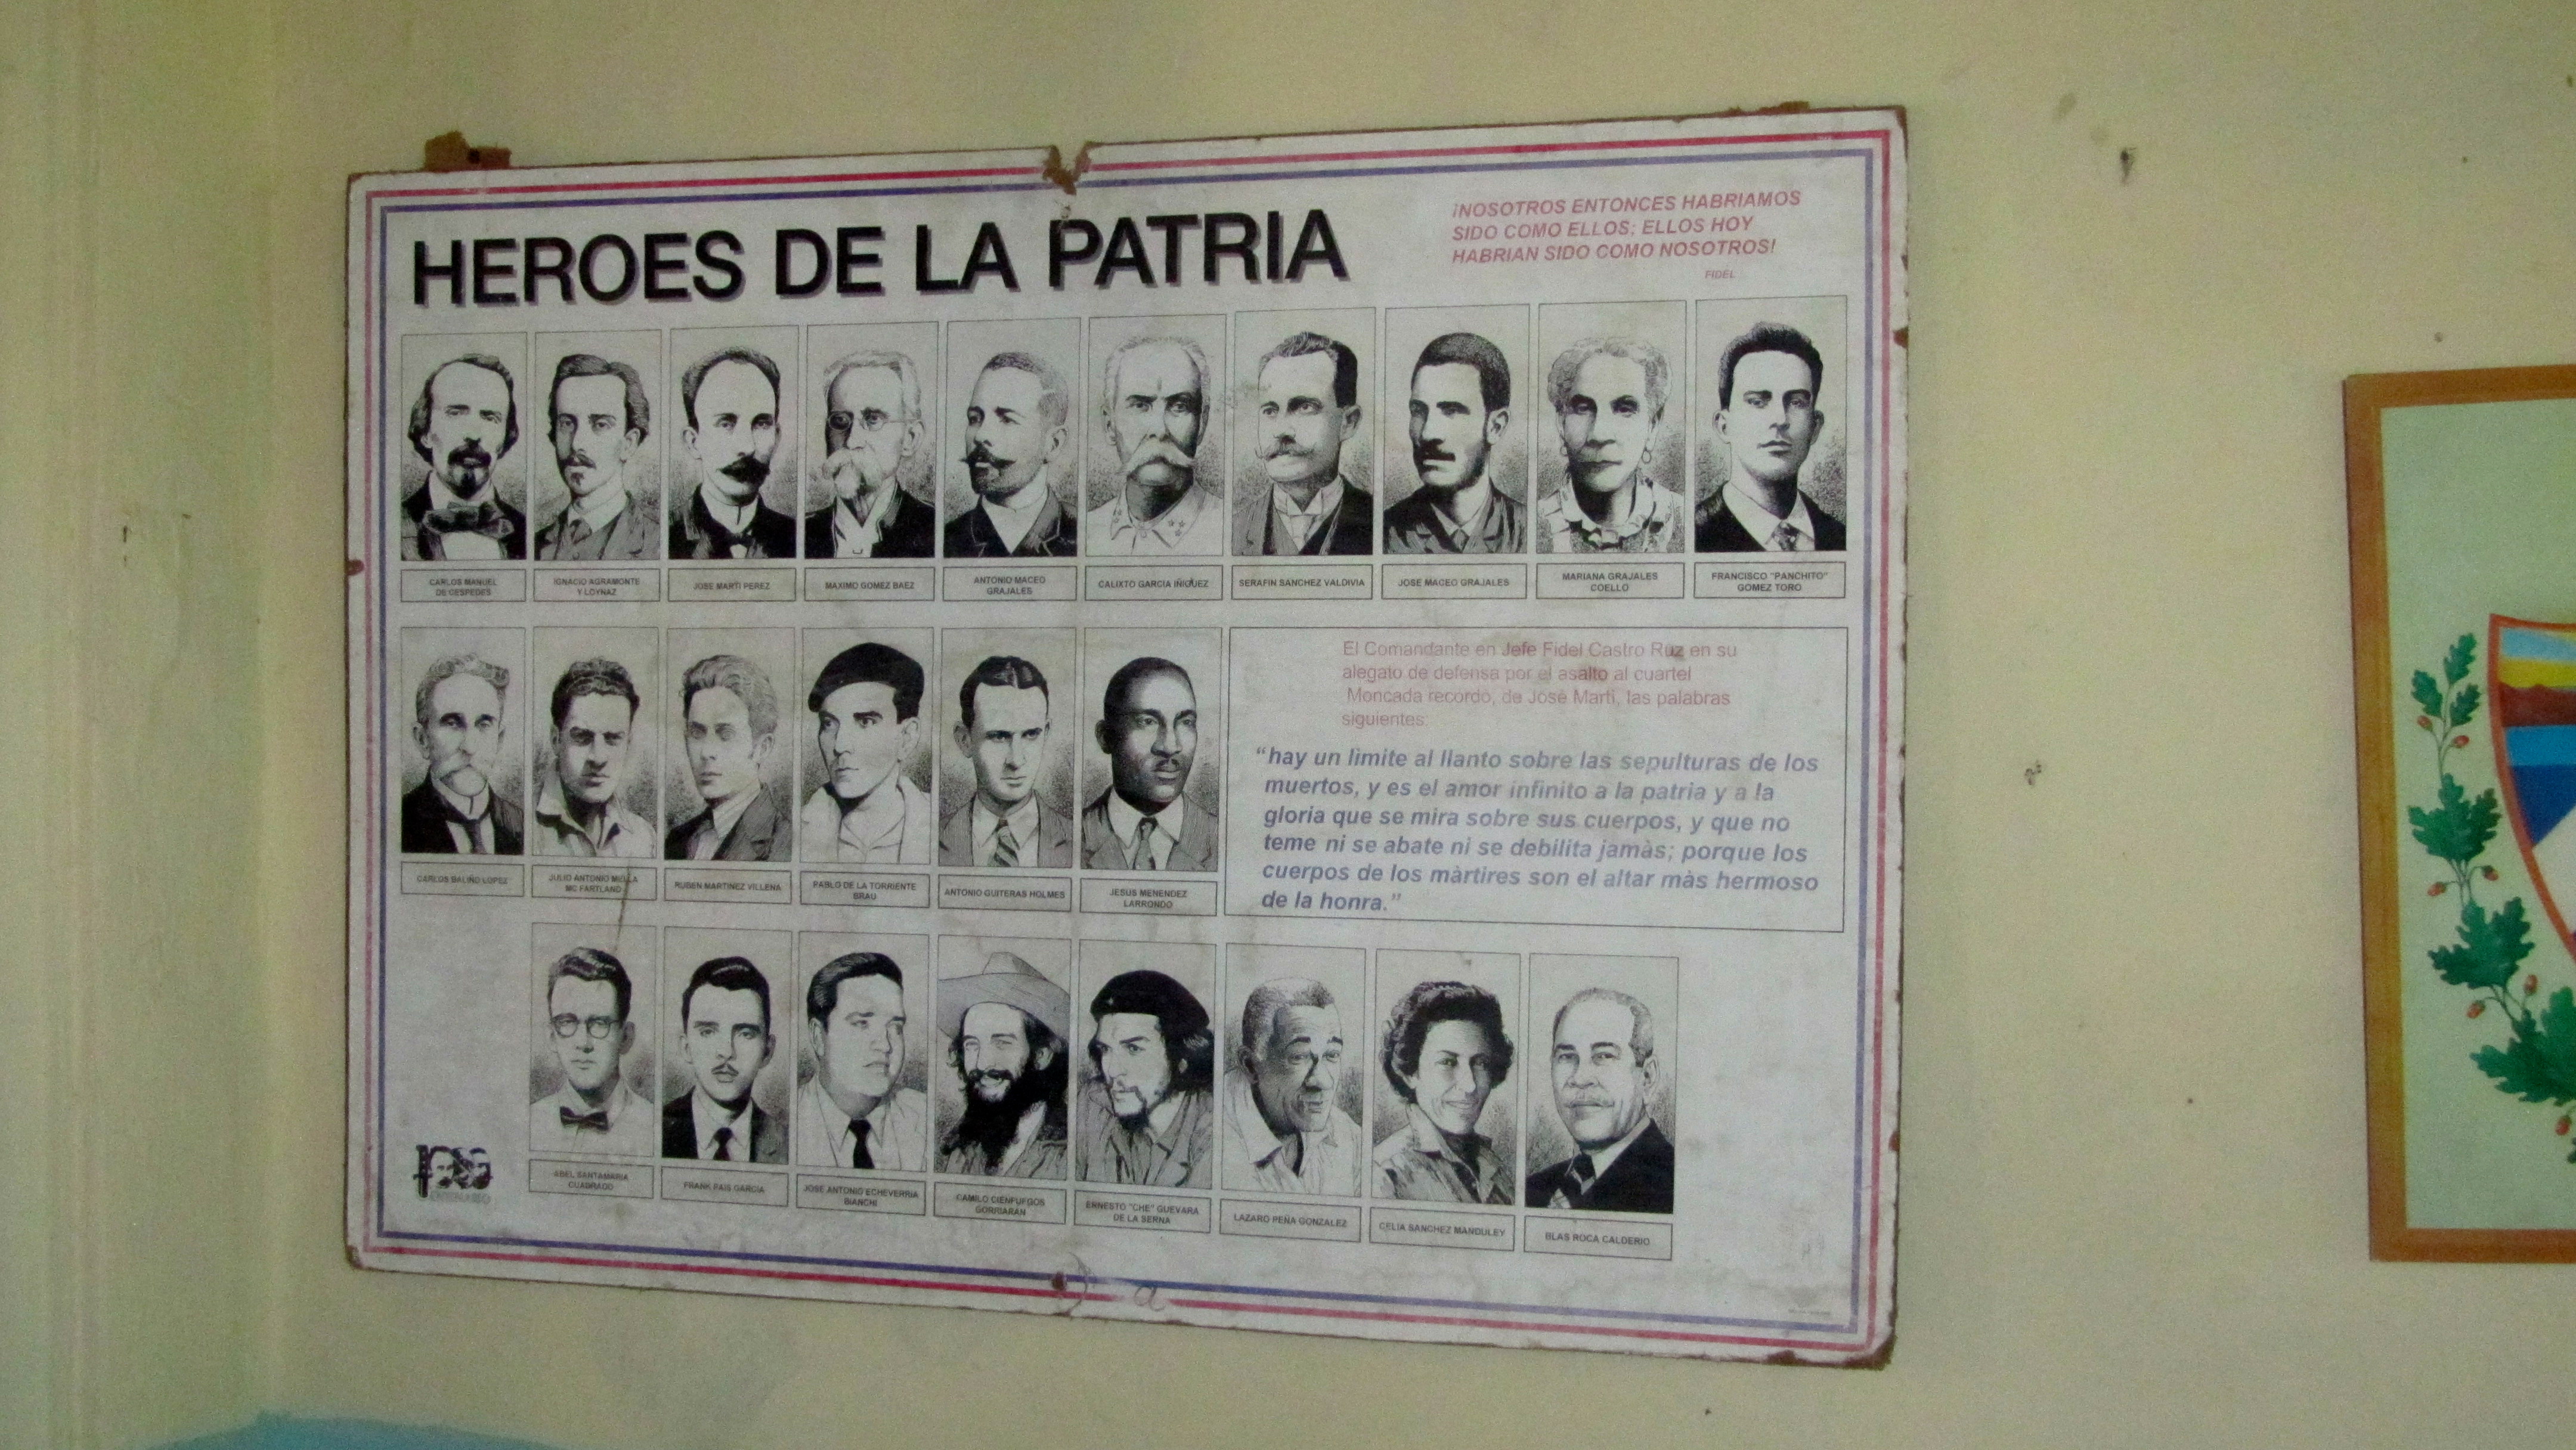 HEROES DE LA PATRIA
¡NOSOTROS ENTONCES HABRIAMOS
SIDO COMO ELLOS: ELLOS HOY
HABRIAN SIDO COMO NOSOTROS!
FIDEL
CARLOS MANUEL
DE CESPEDES
IGNACIO AGRAMONTE
Y LOYNAZ
JOSE MARTI PEREZ
MAXIMO GOMEZ BAEZ
ANTONIO MACEO
GRAJALES
CALIXTO GARCIA IÑIGUEZ
SERAFIN SANCHEZ VALDIVIA
JOSE MACEO GRAJALES
MARIANA GRAJALES
COELLO
FRANCISCO "PANCHITO"
GOMEZ TORO
CARLOS BALIÑO LOPEZ
JULIO ANTONIO MELLA
MC FARTLAND
RUBEN MARTINEZ VILLENA
PABLO DE LA TORRIENTE
BRAU
ANTONIO GUITERAS HOLMES
JESUS MENENDEZ
LARRONDO
El Comandante en Jefe Fidel Castro Ruz en su
alegato de defensa por el asalto al cuartel
Moncada recordo, de José Martí, las palabras
siguientes:
"hay un lìmite al llanto sobre las sepulturas de los
muertos, y es el amor infinito a la patria y a la
gloria que se mira sobre sus cuerpos, y que no
teme ni se abate ni se debilita jamàs; porque los
cuerpos de los màrtires son el altar màs hermoso
de la honra."
ABEL SANTAMARIA
CUADRADO
FRANK PAIS GARCIA
JOSE ANTONIO ECHEVERRIA
BIANCHI
CAMILO CIENFUEGOS
GORRIARAN
ERNESTO "CHE" GUEVARA
DE LA SERNA
LAZARO PEÑA GONZALEZ
CELIA SANCHEZ MANDULEY
BLAS ROCA CALDERIO